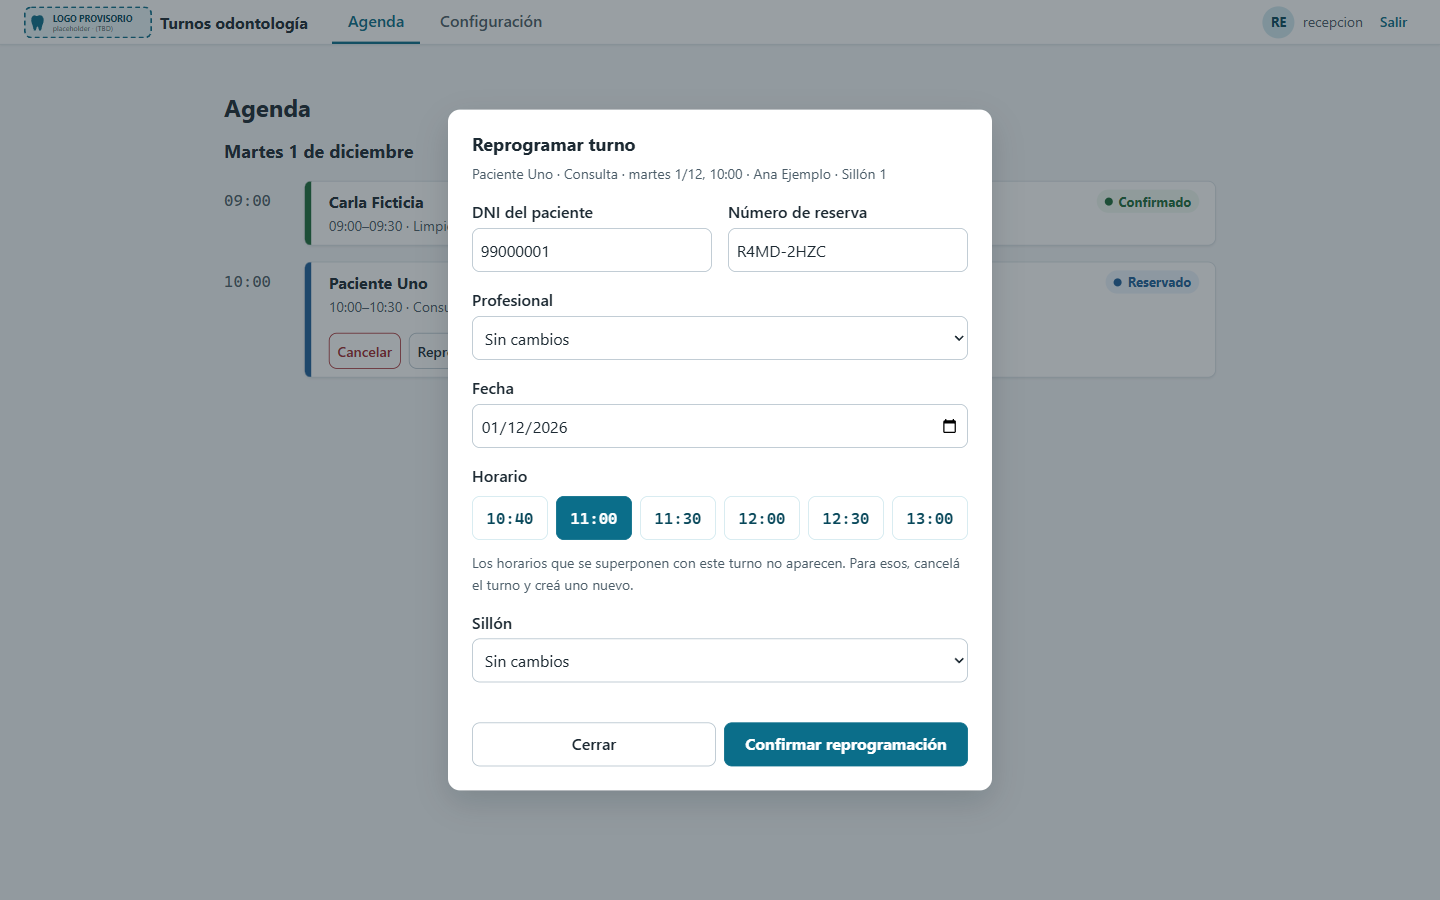 LOGO PROVISORIO
placeholder · (TBD)
Turnos odontología
Agenda
Configuración
RE
recepcion
Salir
Agenda
Martes 1 de diciembre
09:00
Carla Ficticia
09:00–09:30 · Limpi
Confirmado
10:00
Paciente Uno
10:00–10:30 · Consu
Reservado
Cancelar
Repr
Reprogramar turno
Paciente Uno · Consulta · martes 1/12, 10:00 · Ana Ejemplo · Sillón 1
DNI del paciente
Número de reserva
99000001
R4MD-2HZC
Profesional
Sin cambios
Fecha
01/12/2026
Horario
10:40
11:00
11:30
12:00
12:30
13:00
Los horarios que se superponen con este turno no aparecen. Para esos, cancelá
el turno y creá uno nuevo.
Sillón
Sin cambios
Cerrar
Confirmar reprogramación